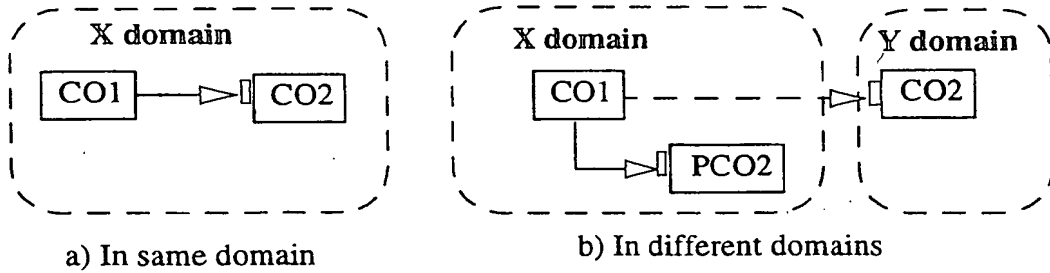 X domain
CO1
CO2
a) In same domain
X domain
Y domain
CO1
CO2
PCO2
b) In different domains